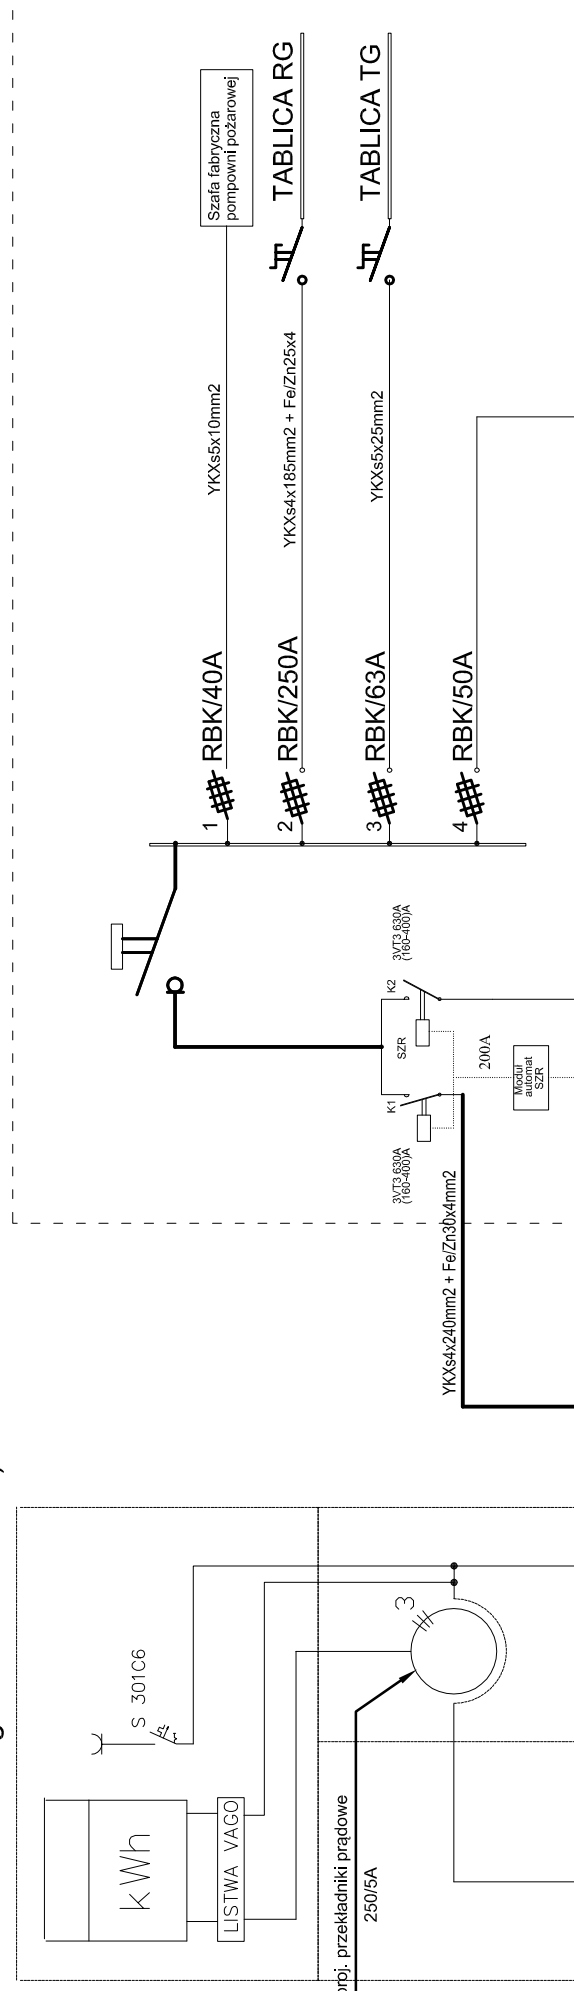 Szafa fabryczna
pompowni pożarowej
TABLICA RG
TABLICA TG
YKXs5x10mm2
YKXs4x185mm2 + Fe/Zn25x4
YKXs5x25mm2
RBK/40A
RBK/250A
RBK/63A
RBK/50A
1
2
3
4
3VT3 630A
(160-400)A
K2
SZR
K1
3VT3 630A
(160-400)A
200A
Moduł
automat
SZR
YKXs4x240mm2 + Fe/Zn30x4mm2
S 301C6
3
kWh
LISTWA VAGO
proj. przekładniki prądowe
250/5A